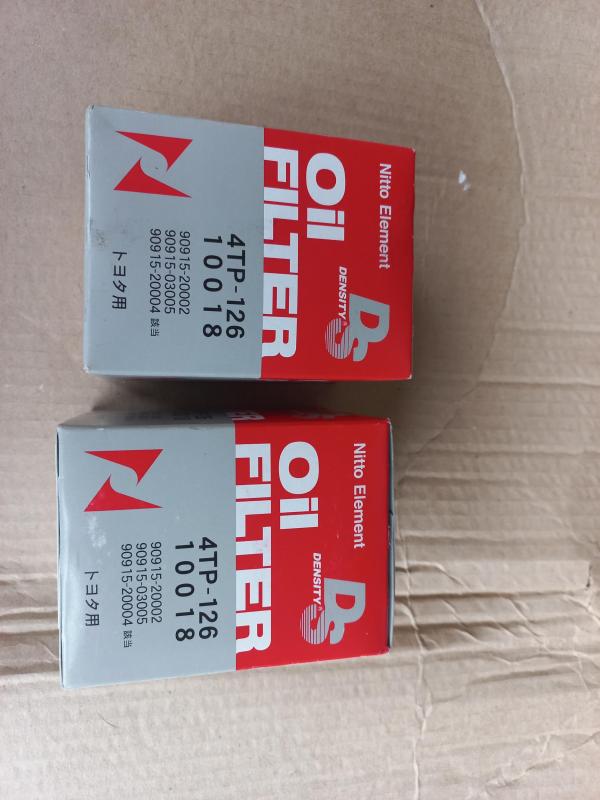 Nitto Element
DS
DENSITY®
Oil
FILTER
4TP-126
10018
90915-20002
90915-03005
90915-20004 該当
トヨタ用
Nitto Element
DS
DENSITY®
Oil
FILTER
4TP-126
10018
90915-20002
90915-03005
90915-20004 該当
トヨタ用